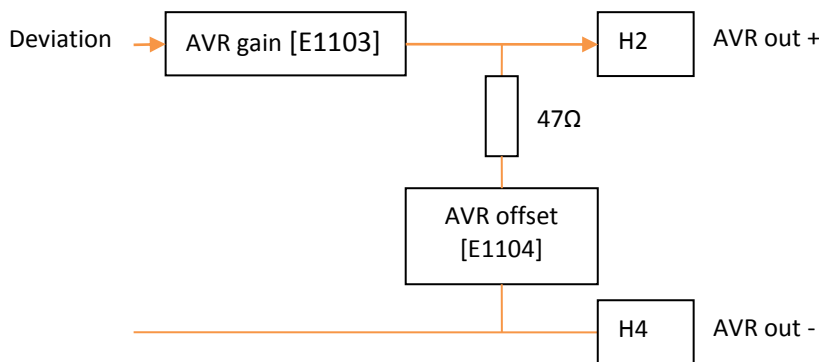 Deviation
AVR gain [E1103]
H2
AVR out +
47Ω
AVR offset
[E1104]
H4
AVR out -